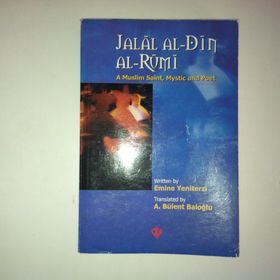 JALĀL AL-DĪN
AL-RŪMĪ
A Muslim Saint, Mystic and Poet
Written by
Emine Yeniterzi
Translated by
A. Bülent Baloğlu